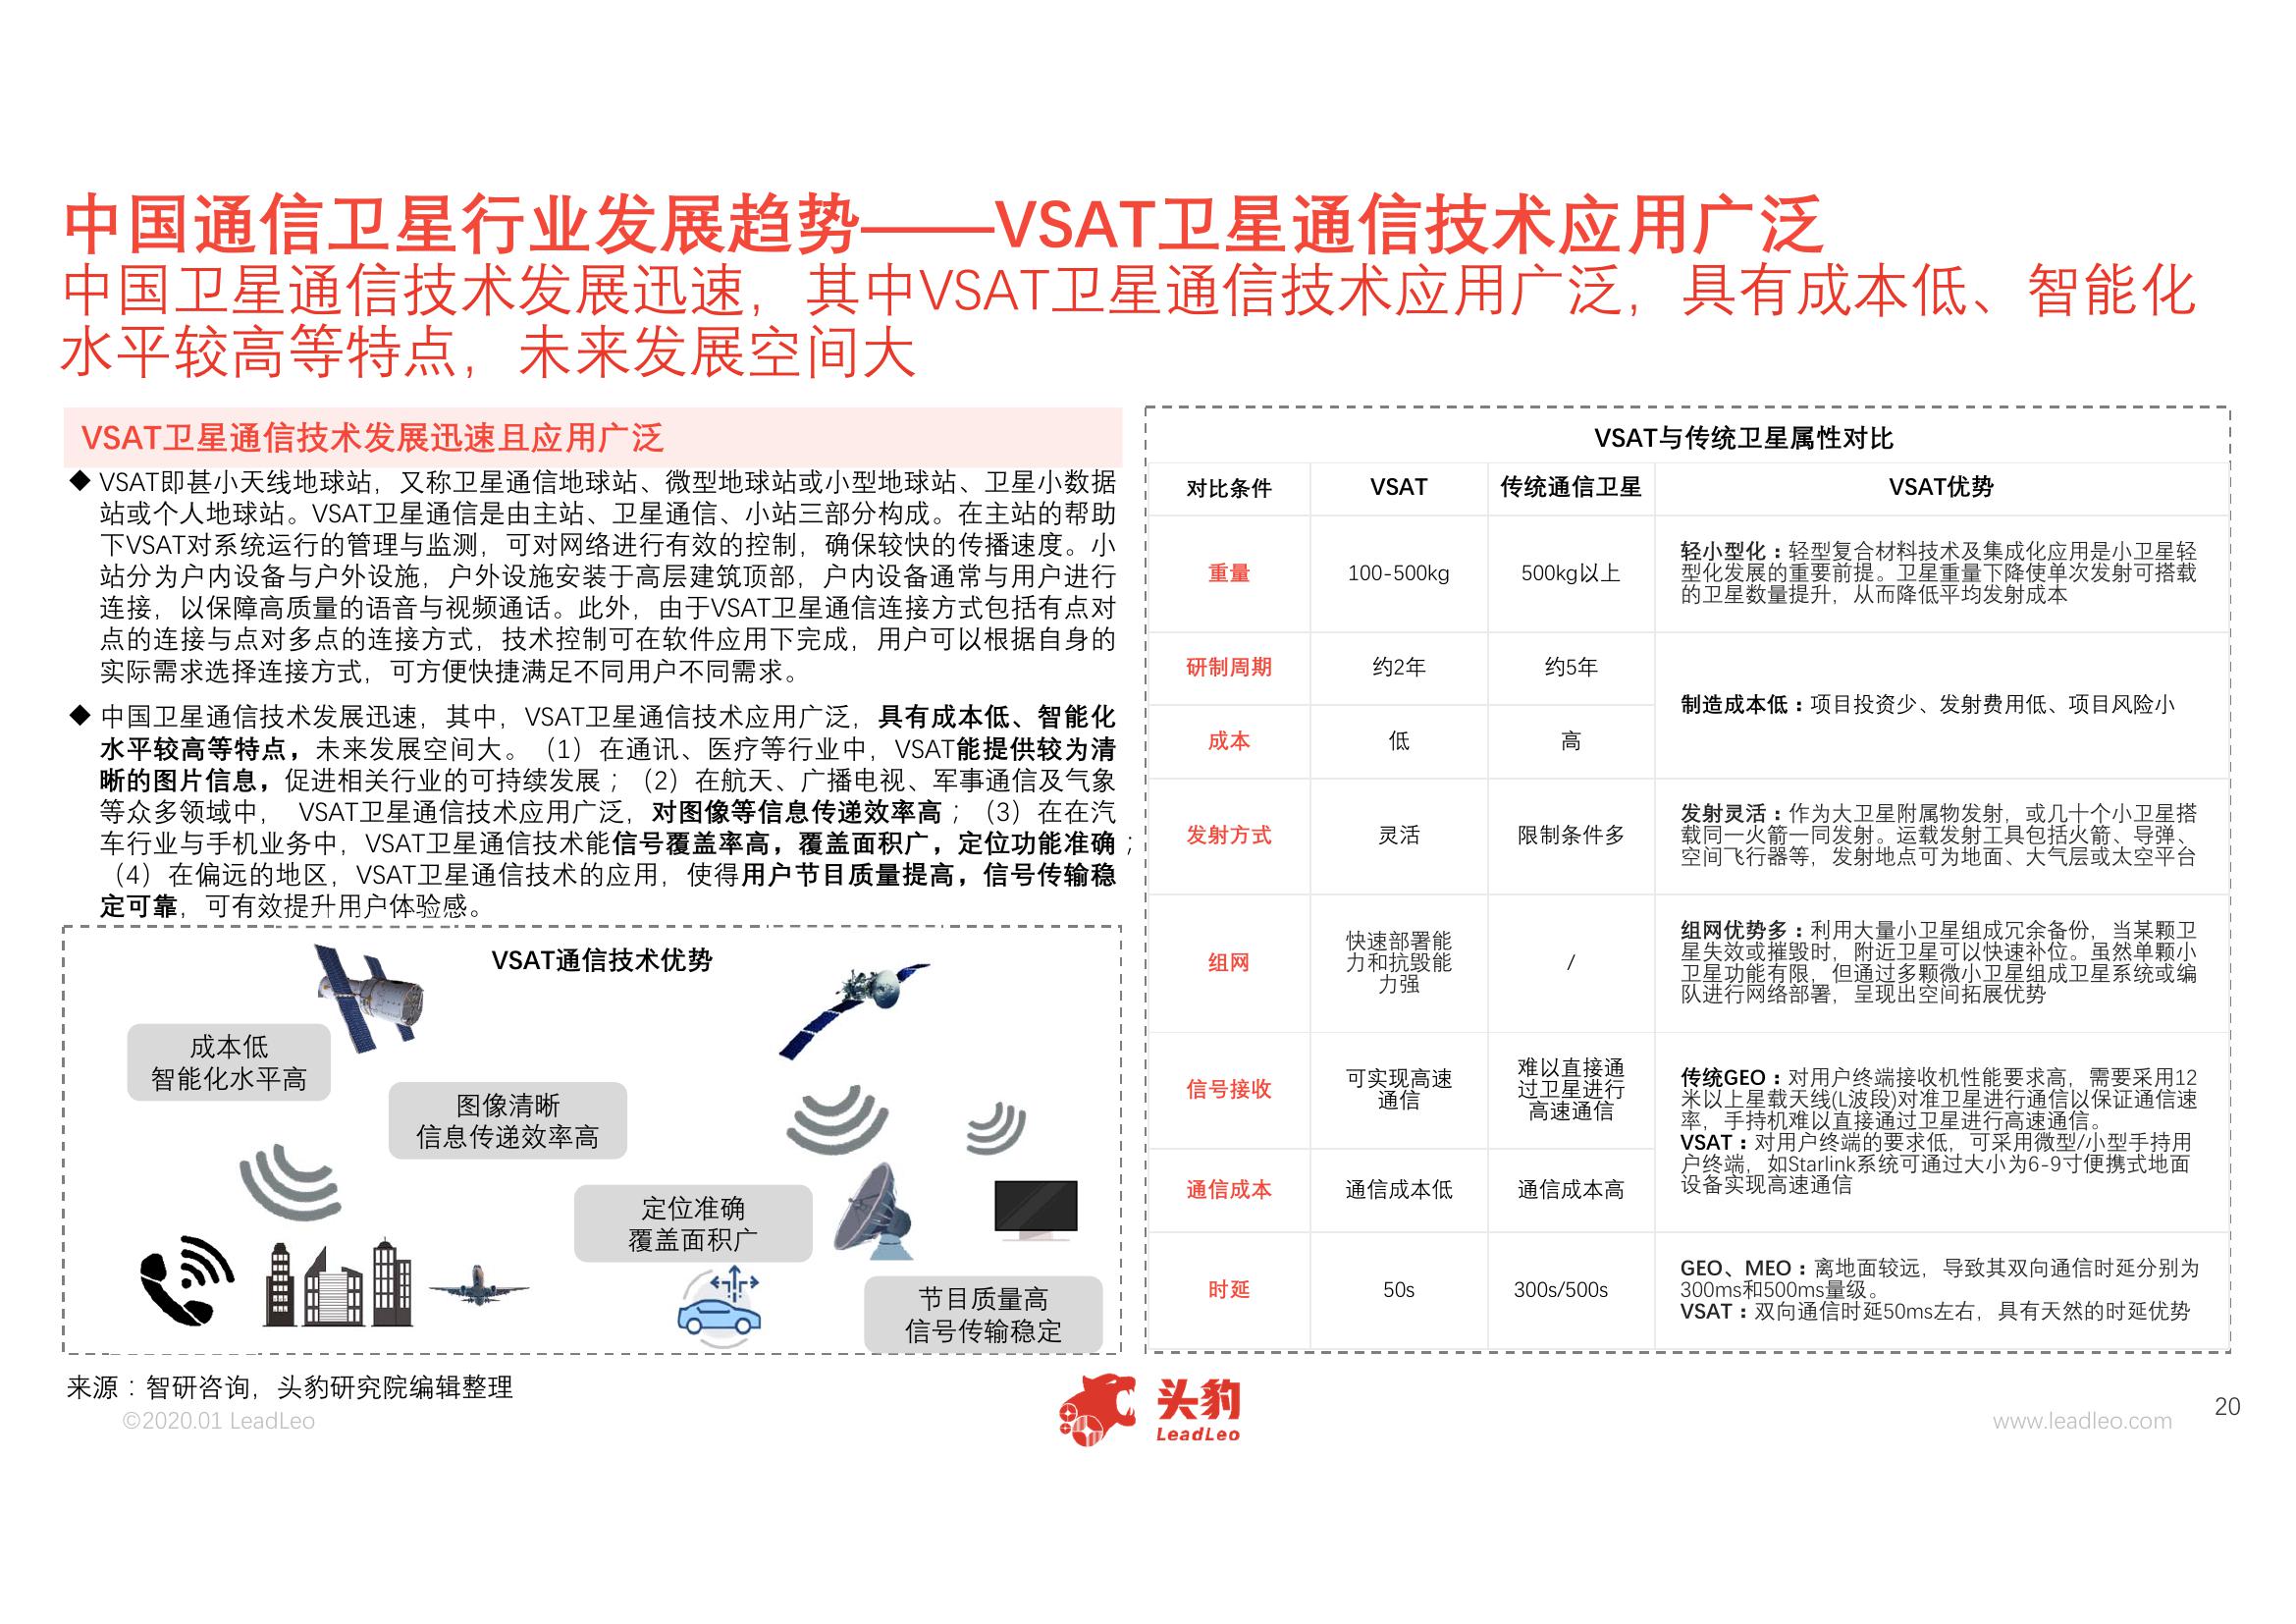 中国通信卫星行业发展趋势——VSAT卫星通信技术应用广泛
中国卫星通信技术发展迅速，其中VSAT卫星通信技术应用广泛，具有成本低、智能化
水平较高等特点，未来发展空间大
VSAT卫星通信技术发展迅速且应用广泛
◆ VSAT即甚小天线地球站，又称卫星通信地球站、微型地球站或小型地球站、卫星小数据
站或个人地球站。VSAT卫星通信是由主站、卫星通信、小站三部分构成。在主站的帮助
下VSAT对系统运行的管理与监测，可对网络进行有效的控制，确保较快的传播速度。小
站分为户内设备与户外设施，户外设施安装于高层建筑顶部，户内设备通常与用户进行
连接，以保障高质量的语音与视频通话。此外，由于VSAT卫星通信连接方式包括有点对
点的连接与点对多点的连接方式，技术控制可在软件应用下完成，用户可以根据自身的
实际需求选择连接方式，可方便快捷满足不同用户不同需求。
◆ 中国卫星通信技术发展迅速，其中，VSAT卫星通信技术应用广泛，具有成本低、智能化
水平较高等特点，未来发展空间大。（1）在通讯、医疗等行业中，VSAT能提供较为清
晰的图片信息，促进相关行业的可持续发展；（2）在航天、广播电视、军事通信及气象
等众多领域中， VSAT卫星通信技术应用广泛，对图像等信息传递效率高；（3）在在汽
车行业与手机业务中，VSAT卫星通信技术能信号覆盖率高，覆盖面积广，定位功能准确；
（4）在偏远的地区，VSAT卫星通信技术的应用，使得用户节目质量提高，信号传输稳
定可靠，可有效提升用户体验感。
VSAT通信技术优势
成本低
智能化水平高
图像清晰
信息传递效率高
定位准确
覆盖面积广
节目质量高
信号传输稳定
VSAT与传统卫星属性对比
对比条件 VSAT 传统通信卫星 VSAT优势
重量 100-500kg 500kg以上
轻小型化：轻型复合材料技术及集成化应用是小卫星轻
型化发展的重要前提。卫星重量下降使单次发射可搭载
的卫星数量提升，从而降低平均发射成本
研制周期 约2年 约5年
制造成本低：项目投资少、发射费用低、项目风险小
成本 低 高
发射方式 灵活 限制条件多
发射灵活：作为大卫星附属物发射，或几十个小卫星搭
载同一火箭一同发射。运载发射工具包括火箭、导弹、
空间飞行器等，发射地点可为地面、大气层或太空平台
组网
快速部署能
力和抗毁能
力强
/
组网优势多：利用大量小卫星组成冗余备份，当某颗卫
星失效或摧毁时，附近卫星可以快速补位。虽然单颗小
卫星功能有限，但通过多颗微小卫星组成卫星系统或编
队进行网络部署，呈现出空间拓展优势
信号接收
可实现高速
通信
难以直接通
过卫星进行
高速通信
传统GEO：对用户终端接收机性能要求高，需要采用12
米以上星载天线(L波段)对准卫星进行通信以保证通信速
率，手持机难以直接通过卫星进行高速通信。
VSAT：对用户终端的要求低，可采用微型/小型手持用
户终端，如Starlink系统可通过大小为6-9寸便携式地面
设备实现高速通信
通信成本 通信成本低 通信成本高
时延 50s 300s/500s
GEO、MEO：离地面较远，导致其双向通信时延分别为
300ms和500ms量级。
VSAT：双向通信时延50ms左右，具有天然的时延优势
来源：智研咨询，头豹研究院编辑整理
©2020.01 LeadLeo
头豹
LeadLeo
www.leadleo.com
20